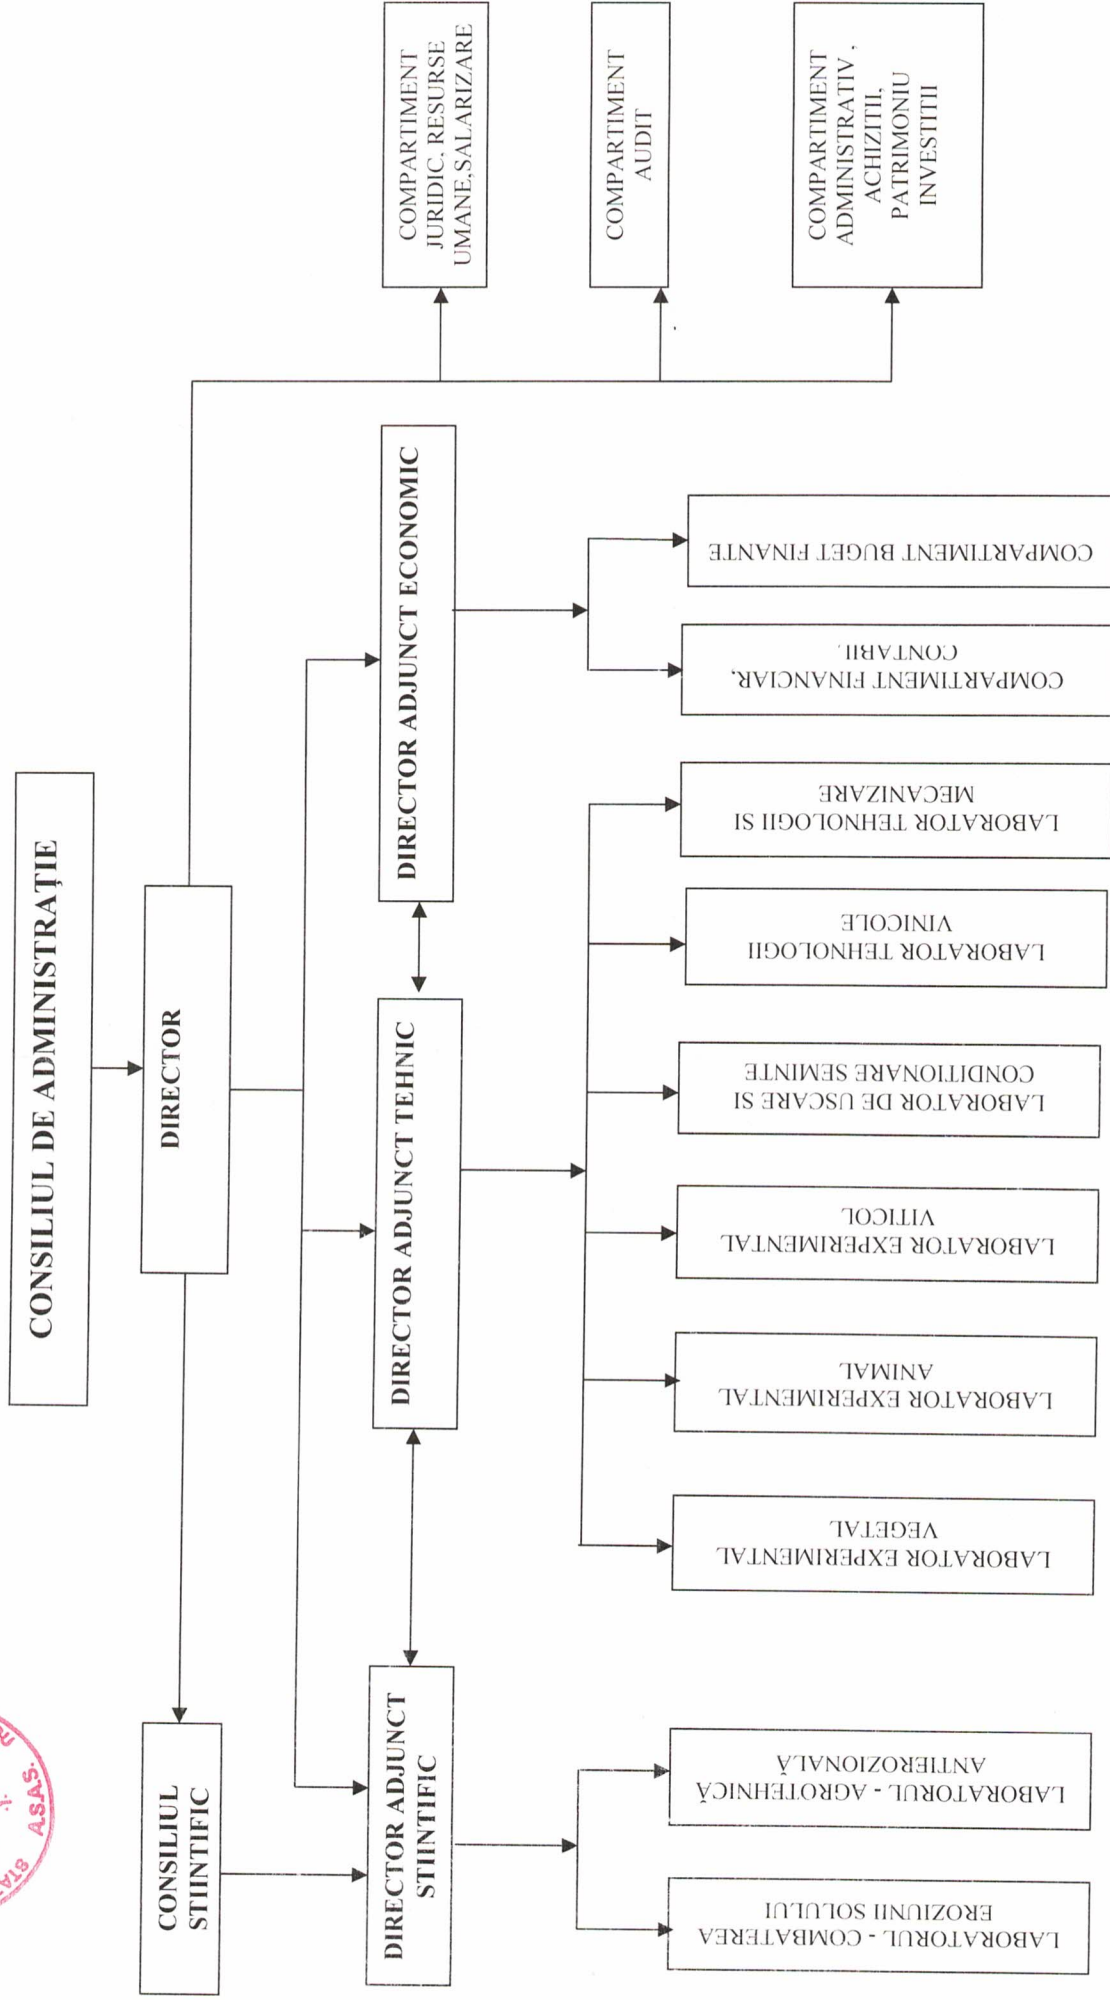 CONSILIUL DE ADMINISTRAŢIE
DIRECTOR
CONSILIUL
STIINTIFIC
DIRECTOR ADJUNCT
STIINTIFIC
DIRECTOR ADJUNCT TEHNIC
DIRECTOR ADJUNCT ECONOMIC
COMPARTIMENT
JURIDIC. RESURSE
UMANE,SALARIZARE
COMPARTIMENT
AUDIT
COMPARTIMENT
ADMINISTRATIV ,
ACHIZITII,
PATRIMONIU
INVESTITII
LABORATORUL - COMBATEREA
EROZIUNII SOLULUI
LABORATORUL - AGROTEHNICĂ
ANTIEROZIONALĂ
LABORATOR EXPERIMENTAL
VEGETAL
LABORATOR EXPERIMENTAL
ANIMAL
LABORATOR EXPERIMENTAL
VITICOL
LABORATOR DE USCARE SI
CONDITIONARE SEMINTE
LABORATOR TEHNOLOGII
VINICOLE
LABORATOR TEHNOLOGII SI
MECANIZARE
COMPARTIMENT FINANCIAR,
CONTABIL
COMPARTIMENT BUGET FINANTE
A.S.A.S.